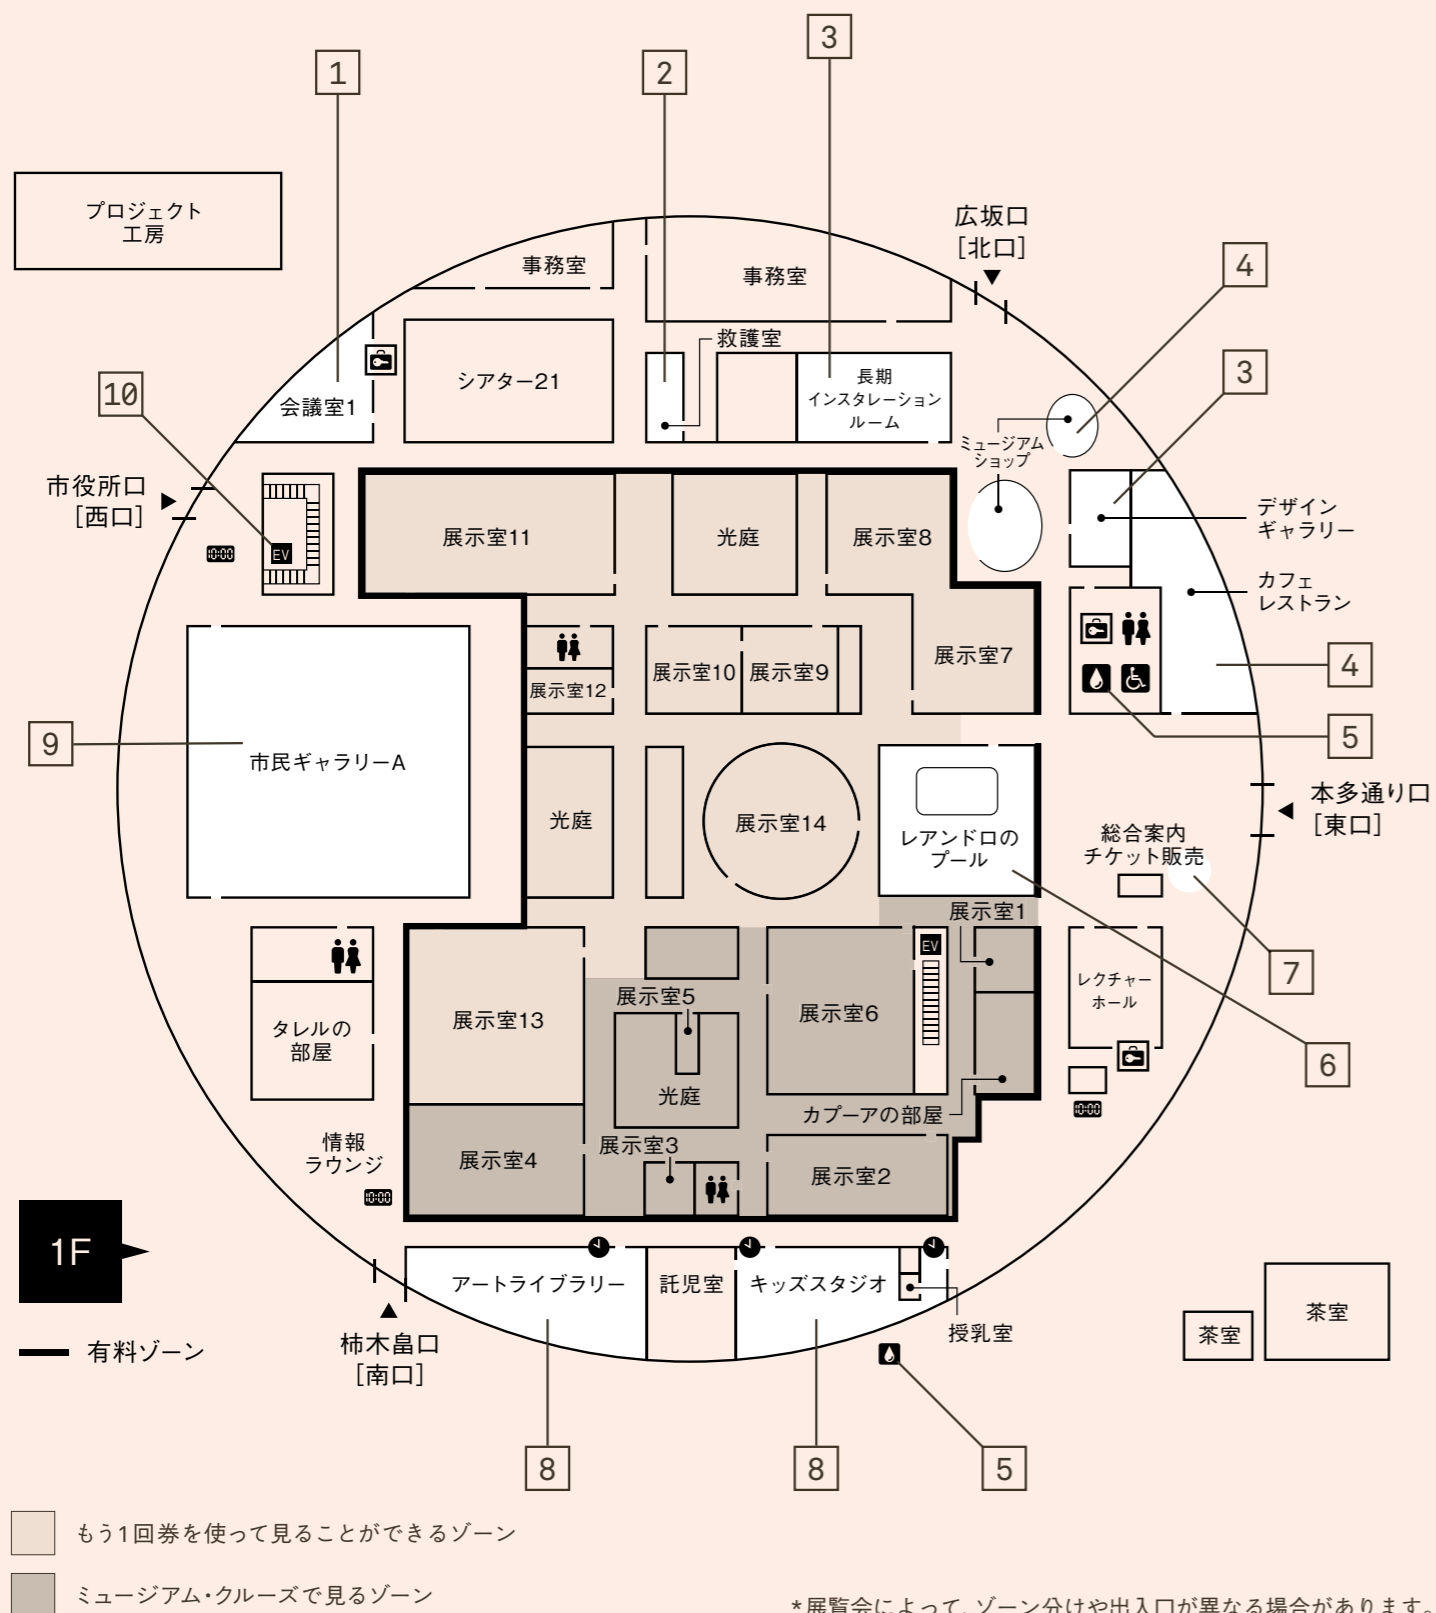 1
2
3
プロジェクト
工房
事務室
事務室
広坂口
[北口]
4
救護室
会議室1
シアター21
長期
インスタレーション
ルーム
3
10
ミュージアム
ショップ
市役所口
[西口]
10:00
EV
デザイン
ギャラリー
カフェ
レストラン
展示室11
光庭
展示室8
展示室7
展示室12
展示室10
展示室9
4
5
9
市民ギャラリーA
光庭
展示室14
レアンドロの
プール
本多通り口
[東口]
総合案内
チケット販売
7
展示室1
EV
レクチャー
ホール
6
タレルの
部屋
展示室13
展示室5
展示室6
光庭
カプーアの部屋
10:00
情報
ラウンジ
10:00
展示室4
展示室3
展示室2
1F
有料ゾーン
柿木畠口
[南口]
アートライブラリー
託児室
キッズスタジオ
授乳室
茶室
茶室
8
8
5
もう1回券を使って見ることができるゾーン
ミュージアム・クルーズで見るゾーン
*展覧会によって、ゾーン分けや出入口が異なる場合があります。